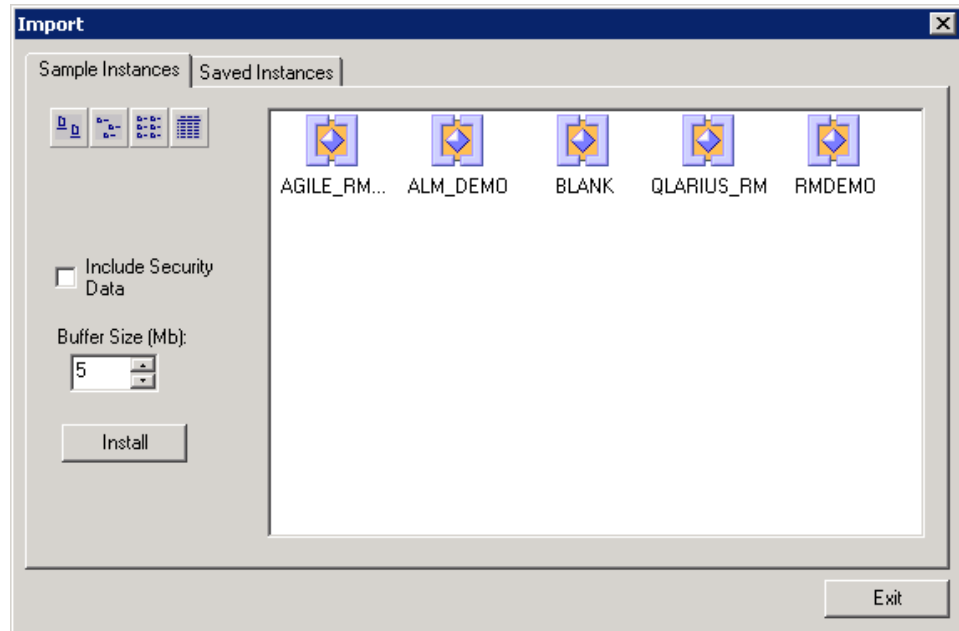 Import
Sample Instances
Saved Instances
AGILE_RM...
ALM_DEMO
BLANK
QLARIUS_RM
RMDEMO
Include Security
Data
Buffer Size (Mb):
5
Install
Exit